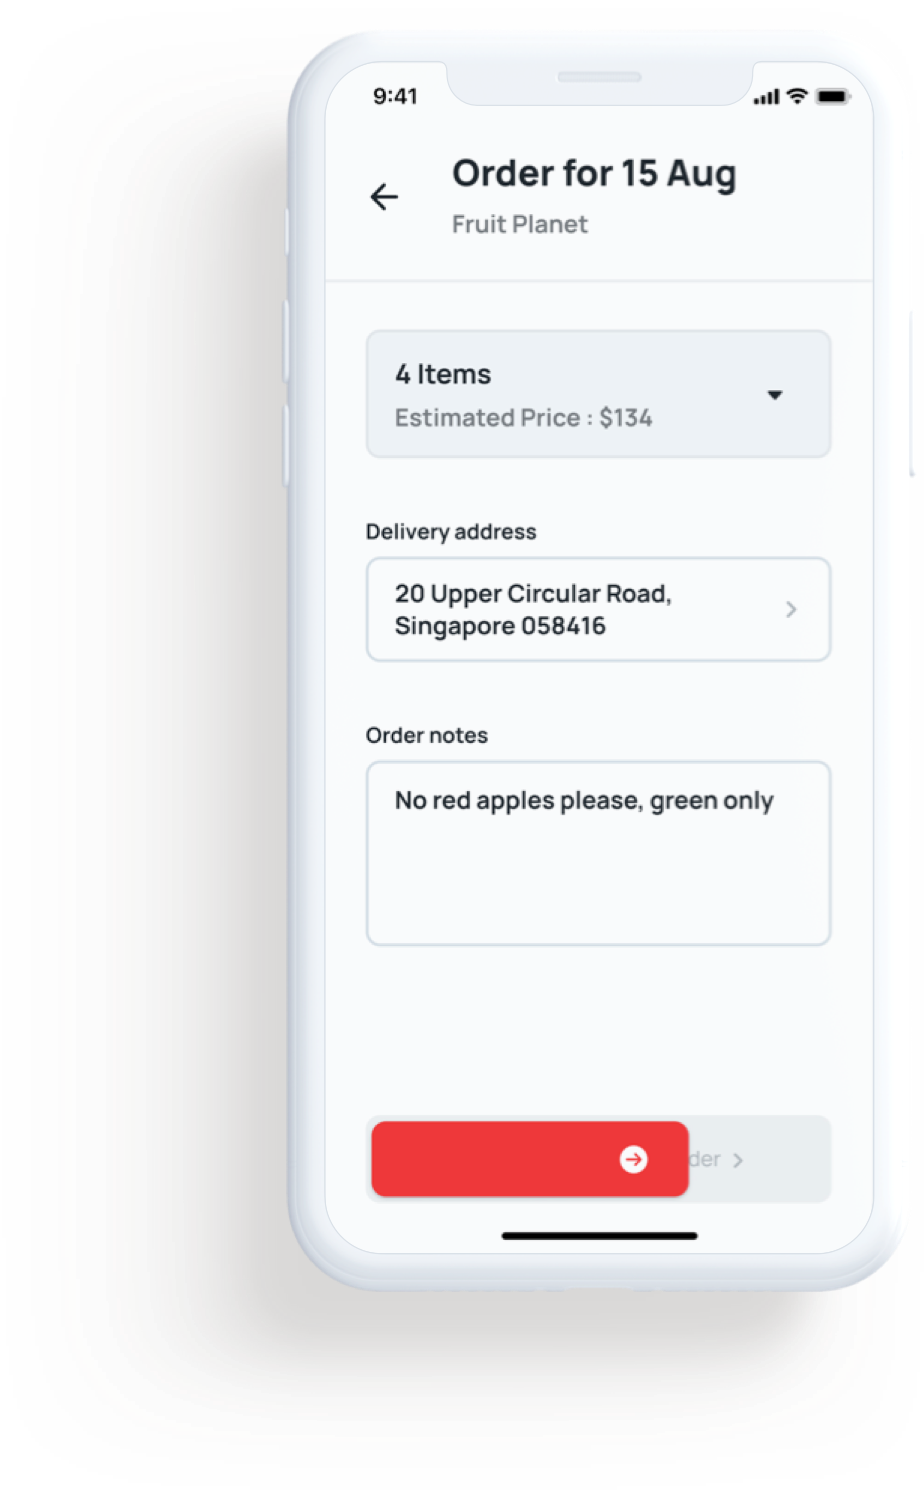 9:41
Order for 15 Aug
Fruit Planet
4 Items
Estimated Price : $134
Delivery address
20 Upper Circular Road,
Singapore 058416
Order notes
No red apples please, green only